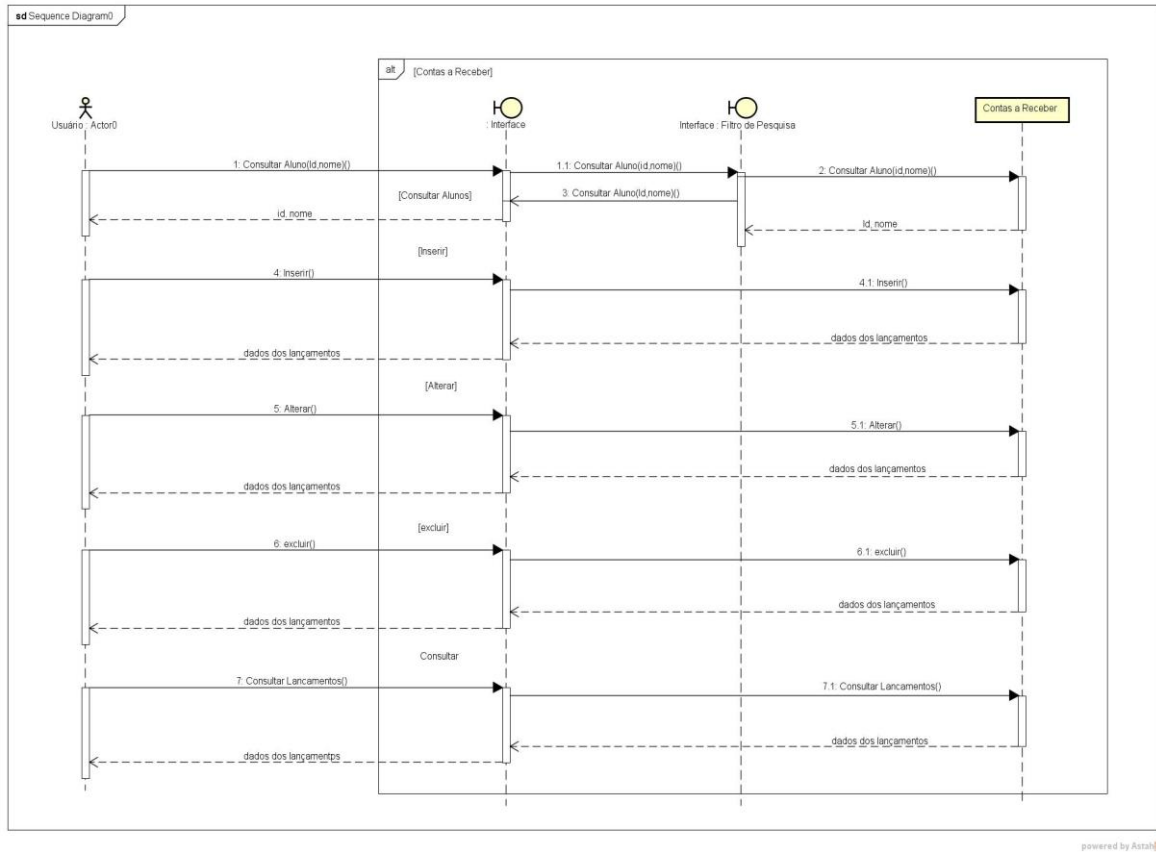 sd Sequence Diagram0
alt
[Contas a Receber]
Usuário : Actor0
: Interface
Interface : Filtro de Pesquisa
Contas a Receber
1: Consultar Aluno(Id,nome)()
1.1: Consultar Aluno(id,nome)()
2: Consultar Aluno(id,nome)()
[Consultar Alunos]
3: Consultar Aluno(Id,nome)()
id. nome
Id, nome
[Inserir]
4: Inserir()
4.1: Inserir()
dados dos lançamentos
dados dos lançamentos
[Alterar]
5: Alterar()
5.1: Alterar()
dados dos lançamentos
dados dos lançamentos
[excluir]
6: excluir()
6.1: excluir()
dados dos lançamentos
dados dos lançamentos
Consultar
7: Consultar Lancamentos()
7.1: Consultar Lancamentos()
dados dos lançamentos
dados dos lançamentps
powered by Astah